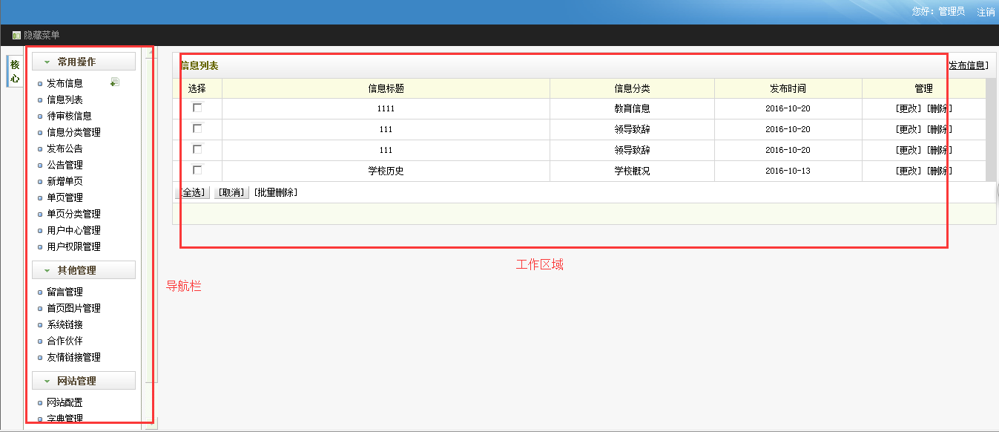 您好: 管理员 注销
隐藏菜单
核心
常用操作
发布信息
信息列表
待审核信息
信息分类管理
发布公告
公告管理
新增单页
单页管理
单页分类管理
用户中心管理
用户权限管理
其他管理
留言管理
首页图片管理
系统链接
合作伙伴
友情链接管理
网站管理
网站配置
字典管理
导航栏
信息列表 发布信息]
选择 信息标题 信息分类 发布时间 管理
1111 教育信息 2016-10-20 [更改] [删除]
111 领导致辞 2016-10-20 [更改] [删除]
111 领导致辞 2016-10-20 [更改] [删除]
学校历史 学校概况 2016-10-13 [更改] [删除]
[全选] [取消] [批量删除]
工作区域